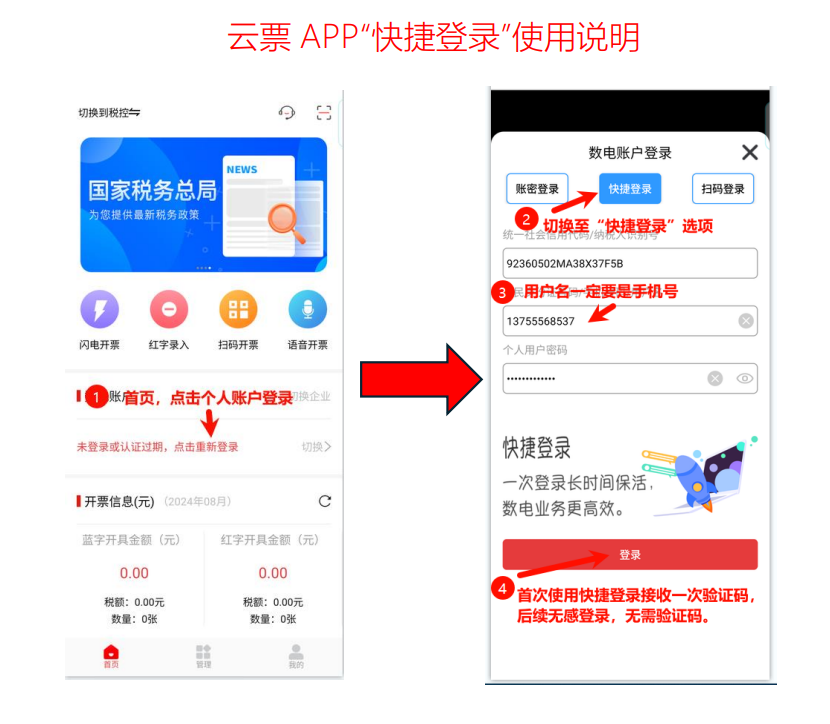 云票 APP“快捷登录”使用说明
切换到税控
国家税务总局
为您提供最新税务政策
NEWS
闪电开票
红字录入
扫码开票
语音开票
1 首页，点击个人账户登录
切换企业
未登录或认证过期，点击重新登录
切换
开票信息(元) (2024年08月)
蓝字开具金额（元）
红字开具金额（元）
0.00
0.00
税额：0.00元
税额：0.00元
数量：0张
数量：0张
首页
管理
我的
数电账户登录
账密登录
快捷登录
扫码登录
2 切换至“快捷登录”选项
统一社会信用代码/纳税人识别号
92360502MA38X37F5B
3 用户名一定要是手机号
13755568537
个人用户密码
•••••••••••••
快捷登录
一次登录长时间保活，
数电业务更高效。
登录
4 首次使用快捷登录接收一次验证码，
后续无感登录，无需验证码。